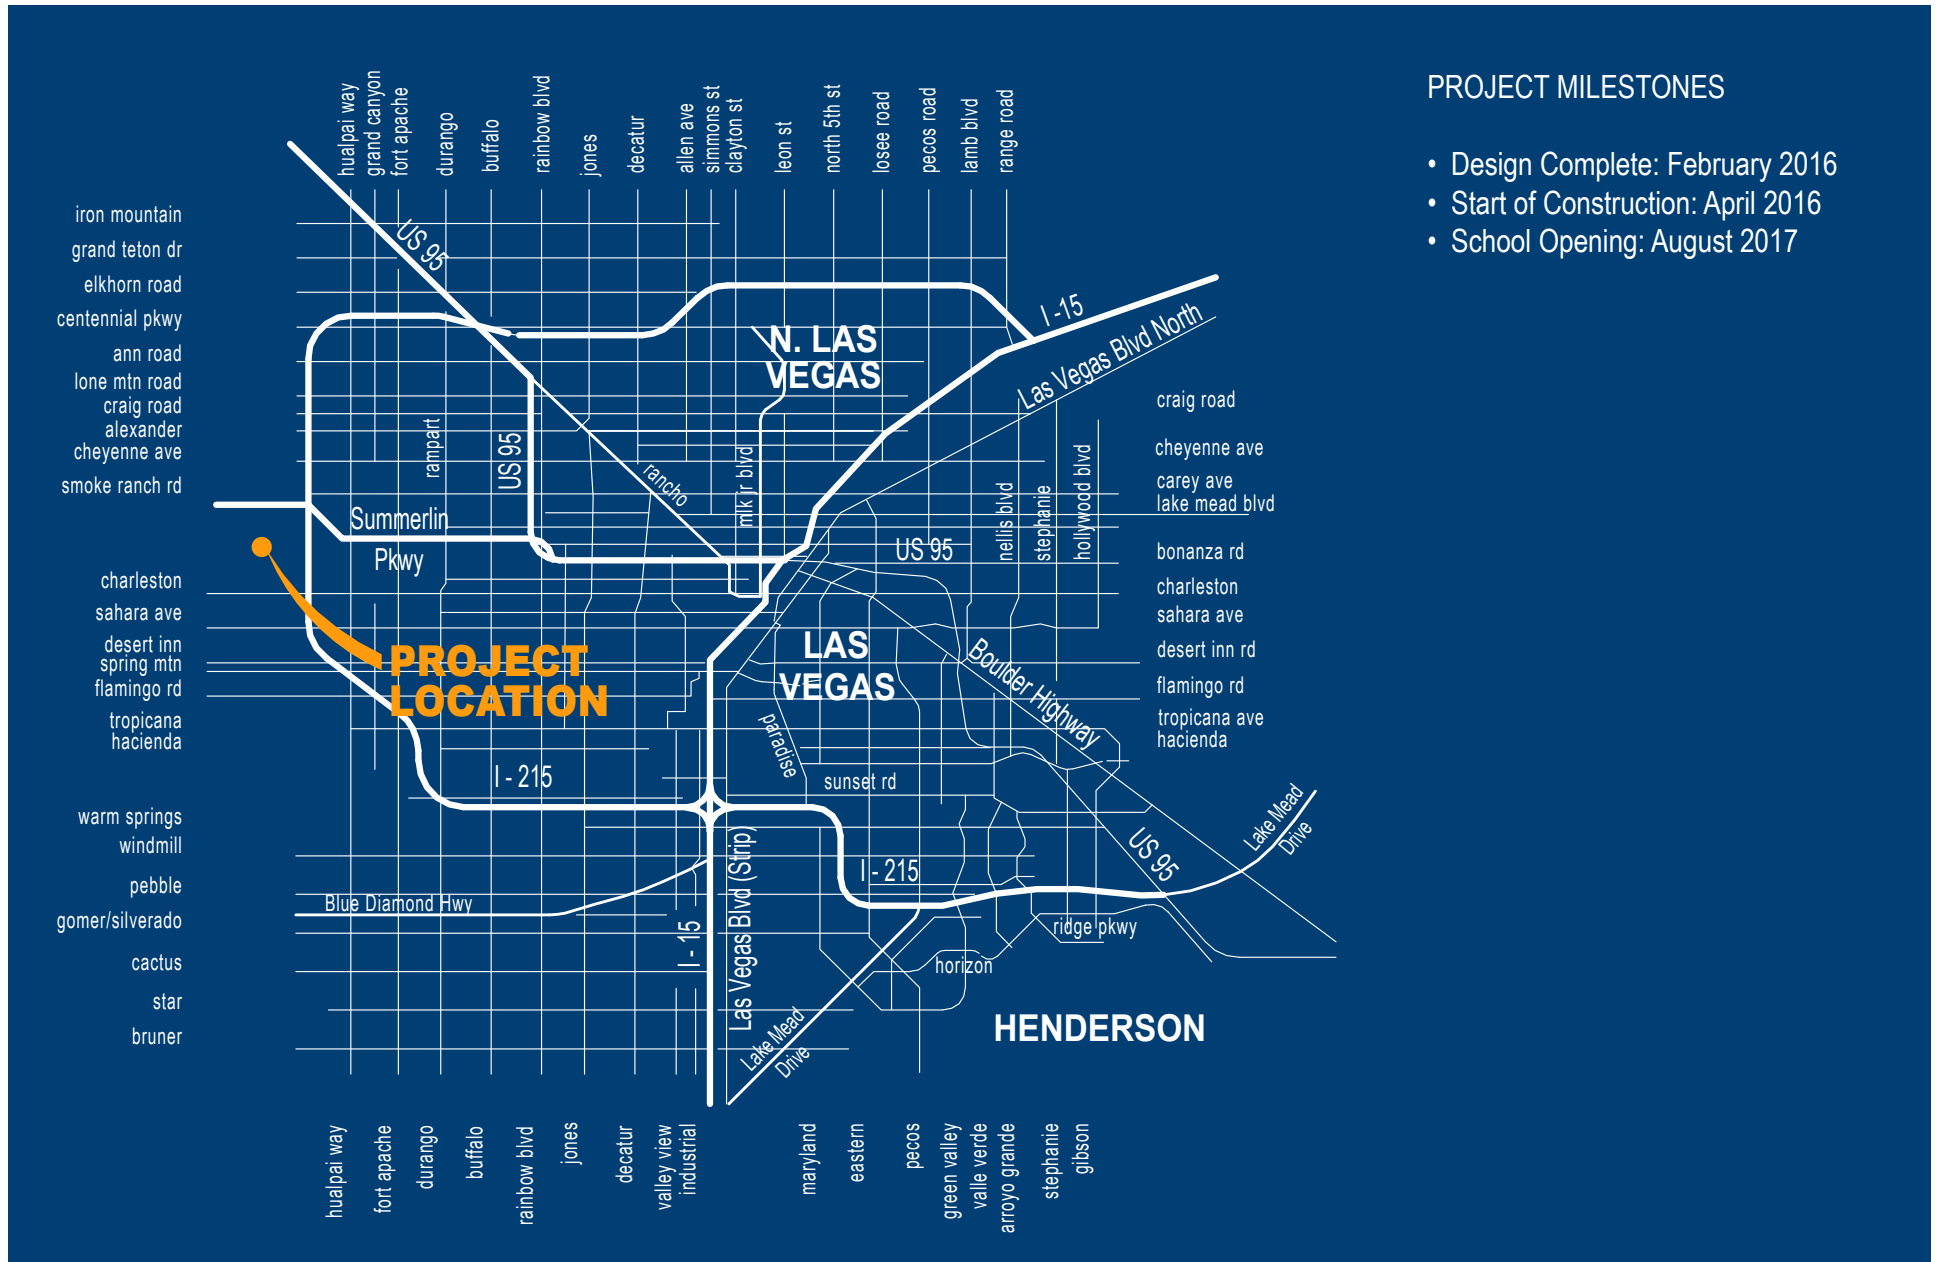 PROJECT MILESTONES
• Design Complete: February 2016
• Start of Construction: April 2016
• School Opening: August 2017
hualpai way
grand canyon
fort apache
durango
buffalo
rainbow blvd
jones
decatur
allen ave
simmons st
clayton st
leon st
north 5th st
losee road
pecos road
lamb blvd
range road
iron mountain
grand teton dr
elkhorn road
centennial pkwy
ann road
lone mtn road
craig road
alexander
cheyenne ave
smoke ranch rd
charleston
sahara ave
desert inn
spring mtn
flamingo rd
tropicana
hacienda
warm springs
windmill
pebble
gomer/silverado
cactus
star
bruner
US 95
I -15
Las Vegas Blvd North
N. LAS
VEGAS
rampart
US 95
rancho
mlk jr blvd
nellis blvd
stephanie
hollywood blvd
Summerlin
Pkwy
US 95
craig road
cheyenne ave
carey ave
lake mead blvd
bonanza rd
charleston
sahara ave
desert inn rd
flamingo rd
tropicana ave
hacienda
PROJECT
LOCATION
LAS
VEGAS
Boulder Highway
paradise
I - 215
sunset rd
Lake Mead
Drive
US 95
I - 215
Las Vegas Blvd (Strip)
Blue Diamond Hwy
I - 15
ridge pkwy
horizon
HENDERSON
Lake Mead
Drive
hualpai way
fort apache
durango
buffalo
rainbow blvd
jones
decatur
valley view
industrial
maryland
eastern
pecos
green valley
valle verde
arroyo grande
stephanie
gibson